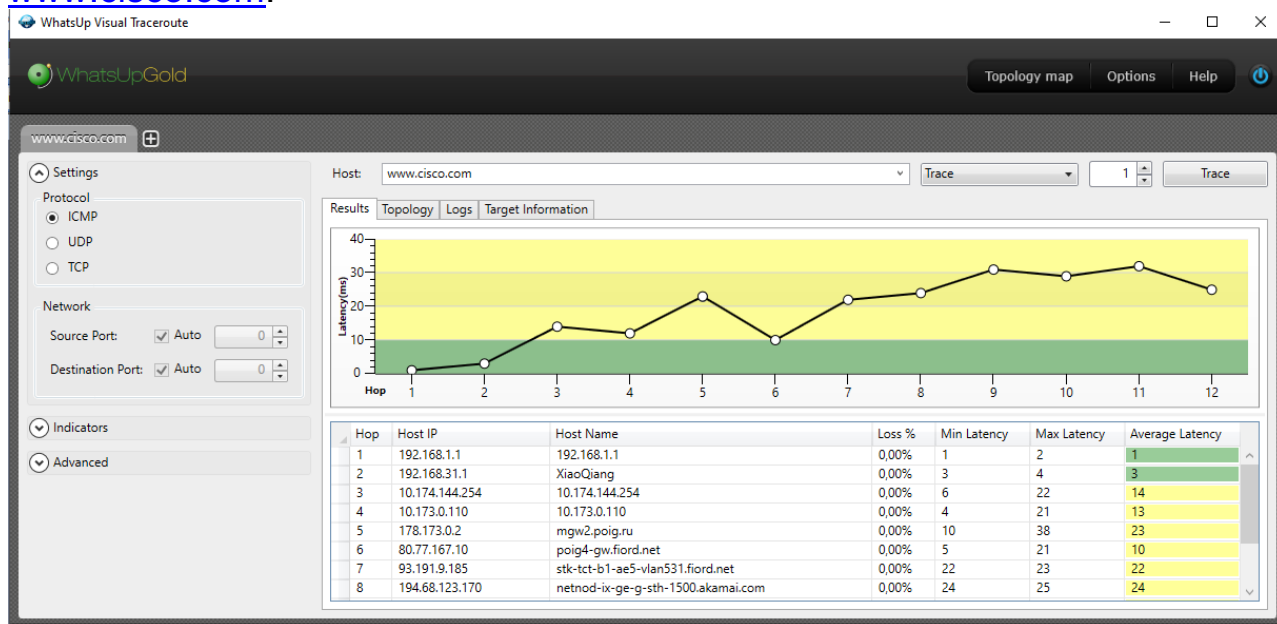 www.cisco.com.
WhatsUp Visual Traceroute
WhatsUpGold
Topology map Options Help
www.cisco.com
Settings
Protocol
ICMP
UDP
TCP
Network
Source Port: Auto 0
Destination Port: Auto 0
Indicators
Advanced
Host: www.cisco.com Trace 1 Trace
Results Topology Logs Target Information
Latency(ms)
40
30
20
10
0
Hop 1 2 3 4 5 6 7 8 9 10 11 12
Hop Host IP Host Name Loss % Min Latency Max Latency Average Latency
1 192.168.1.1 192.168.1.1 0,00% 1 2 1
2 192.168.31.1 XiaoQiang 0,00% 3 4 3
3 10.174.144.254 10.174.144.254 0,00% 6 22 14
4 10.173.0.110 10.173.0.110 0,00% 4 21 13
5 178.173.0.2 mgw2.poig.ru 0,00% 10 38 23
6 80.77.167.10 poig4-gw.fiord.net 0,00% 5 21 10
7 93.191.9.185 stk-tct-b1-ae5-vlan531.fiord.net 0,00% 22 23 22
8 194.68.123.170 netnod-ix-ge-g-sth-1500.akamai.com 0,00% 24 25 24